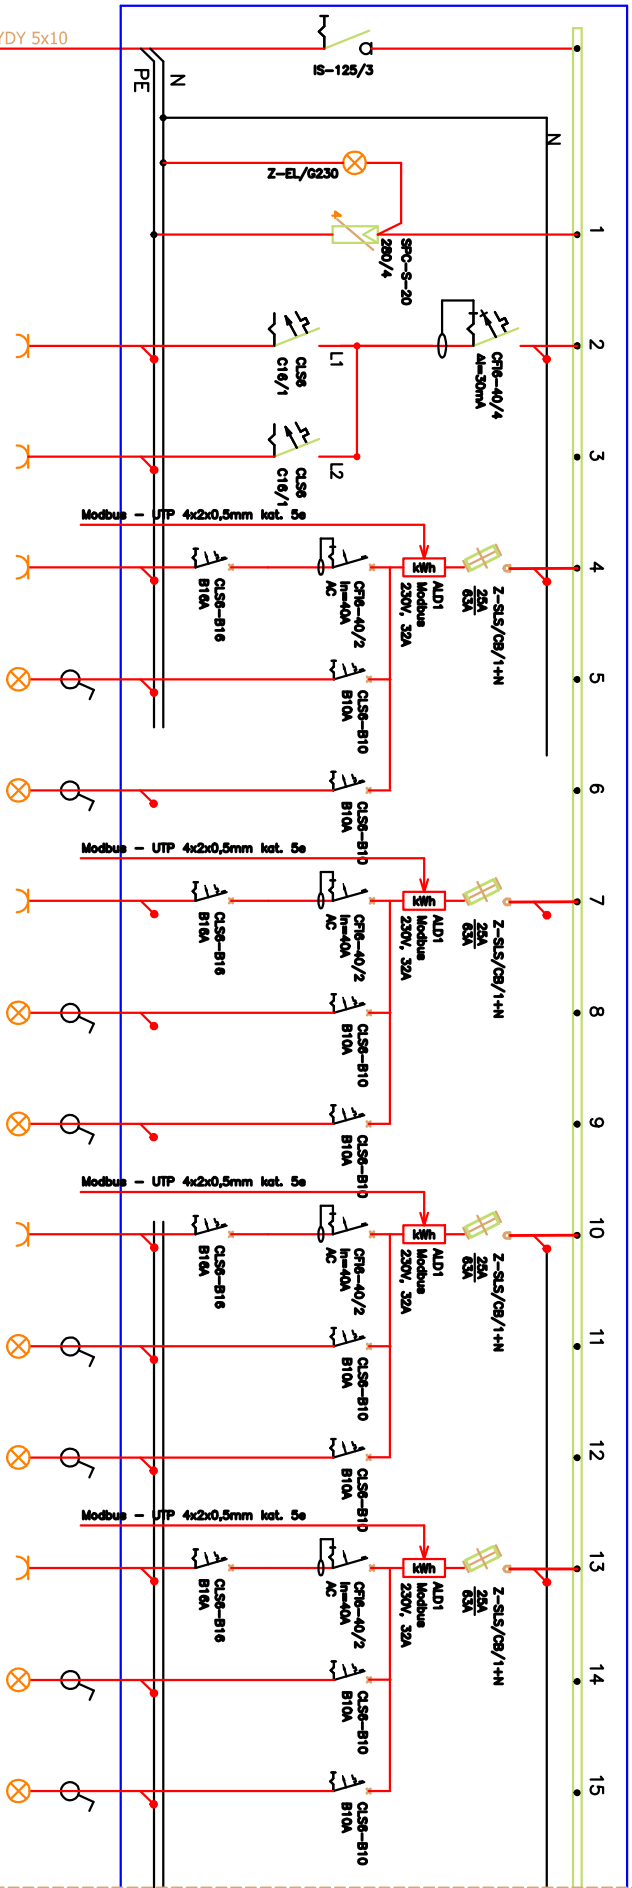 YDY 5x10
IS-125/3
PE
N
N
Z-EL/G230
SPC-S-20
280/4
1
L1
CLS6
C16/1
CFI6-40/4
ΔI=30mA
2
L2
CLS6
C16/1
3
Modbus - UTP 4x2x0,5mm kat. 5e
CLS6-B16
B16A
CFI6-40/2
In=40A
AC
kWh
ALD1
Modbus
230V, 32A
Z-SLS/CB/1+N
25A
63A
4
CLS6-B10
B10A
5
CLS6-B10
B10A
6
Modbus - UTP 4x2x0,5mm kat. 5e
CLS6-B16
B16A
CFI6-40/2
In=40A
AC
kWh
ALD1
Modbus
230V, 32A
Z-SLS/CB/1+N
25A
63A
7
CLS6-B10
B10A
8
CLS6-B10
B10A
9
Modbus - UTP 4x2x0,5mm kat. 5e
CLS6-B16
B16A
CFI6-40/2
In=40A
AC
kWh
ALD1
Modbus
230V, 32A
Z-SLS/CB/1+N
25A
63A
10
CLS6-B10
B10A
11
CLS6-B10
B10A
12
Modbus - UTP 4x2x0,5mm kat. 5e
CLS6-B16
B16A
CFI6-40/2
In=40A
AC
kWh
ALD1
Modbus
230V, 32A
Z-SLS/CB/1+N
25A
63A
13
CLS6-B10
B10A
14
CLS6-B10
B10A
15